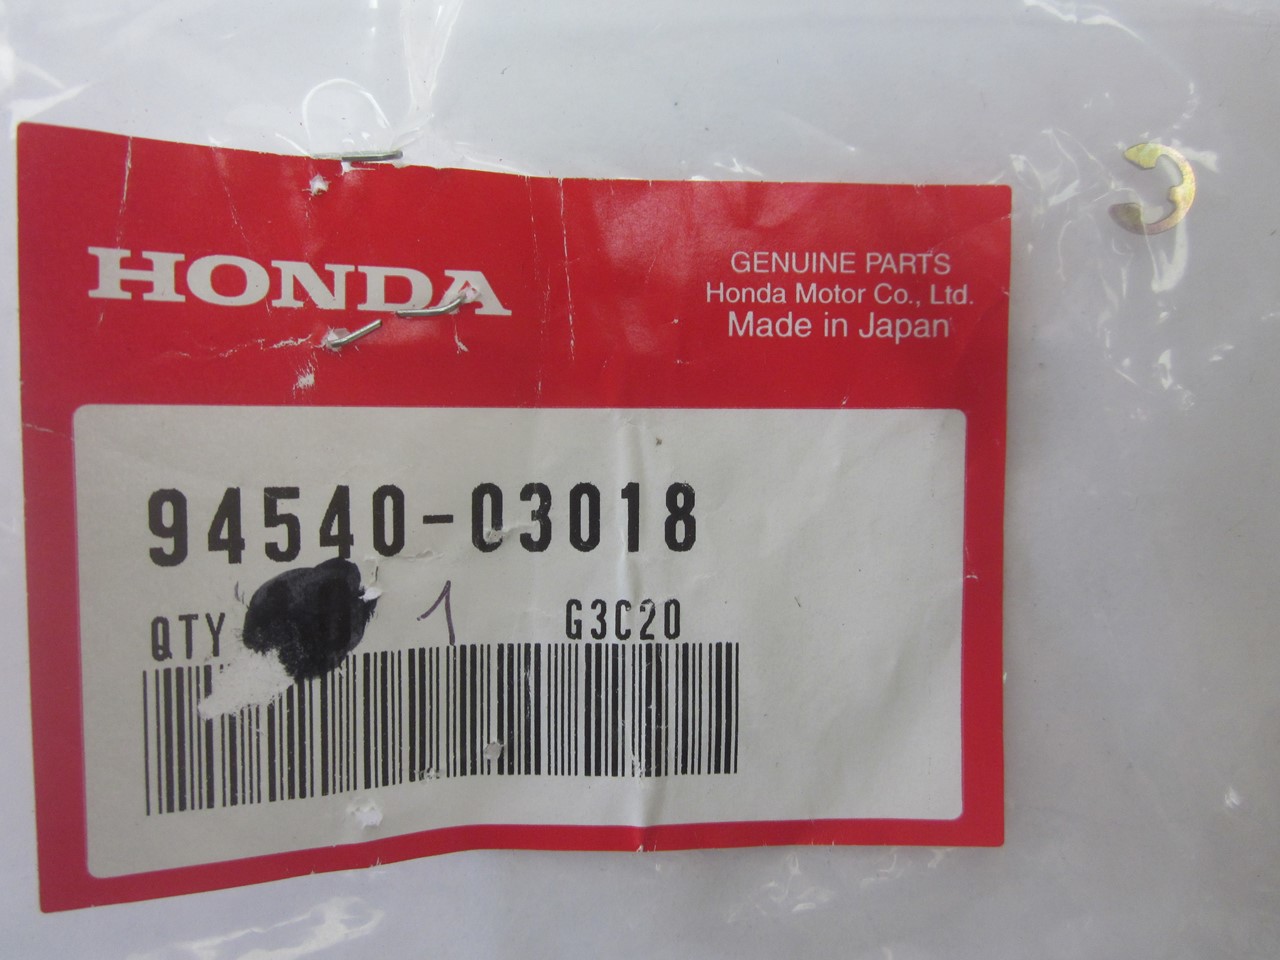 HONDA
GENUINE PARTS
Honda Motor Co., Ltd.
Made in Japan
94540-03018
QTY 1 G3C20